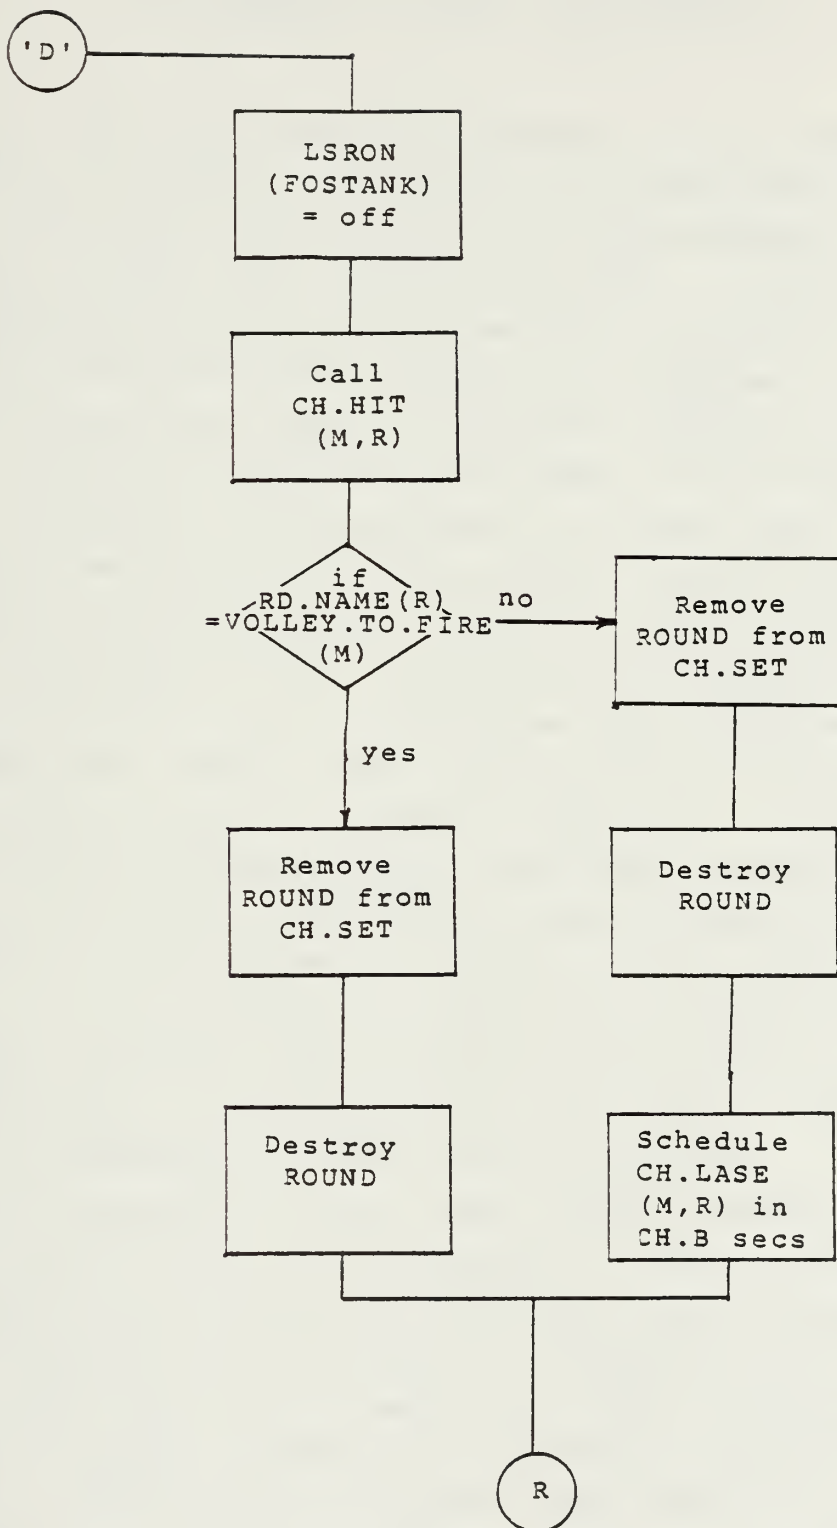 'D'
LSRON
(FOSTANK)
= off
Call
CH.HIT
(M,R)
if
RD.NAME(R)
=VOLLEY.TO.FIRE
(M)
no
yes
Remove
ROUND from
CH.SET
Destroy
ROUND
Remove
ROUND from
CH.SET
Destroy
ROUND
Schedule
CH.LASE
(M,R) in
CH.B secs
R